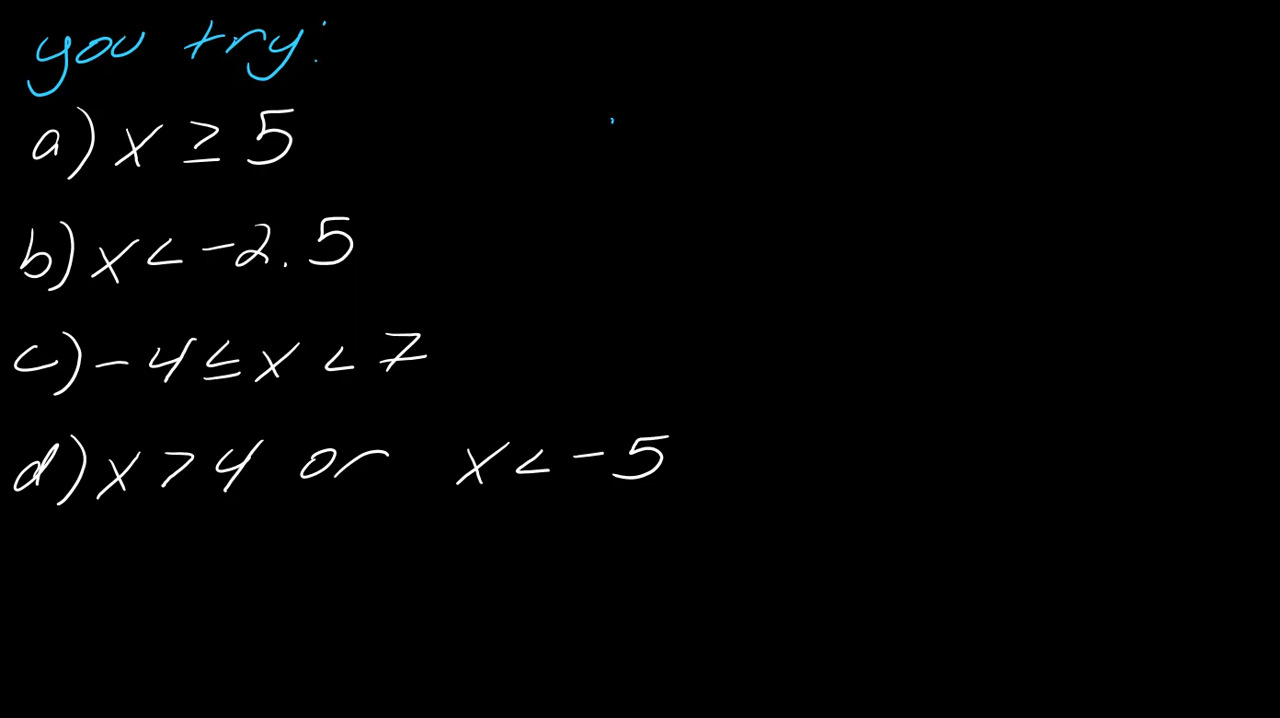 you try:
a) x ≥ 5
b) x < -2.5
c) -4 ≤ x < 7
d) x > 4 or x < -5